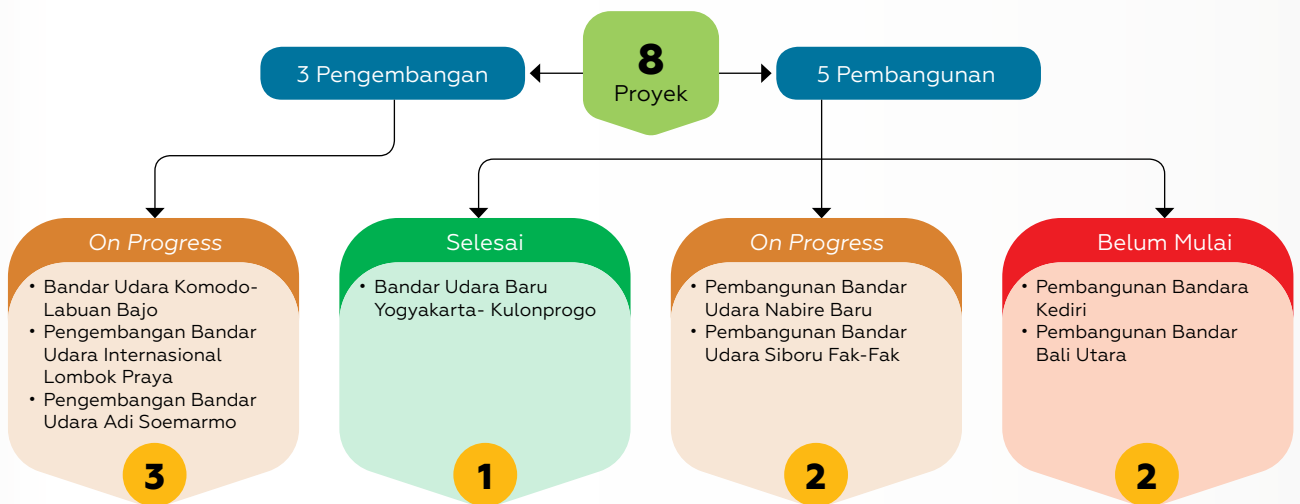 8
Proyek
3 Pengembangan
5 Pembangunan
On Progress
• Bandar Udara Komodo-
Labuan Bajo
• Pengembangan Bandar
Udara Internasional
Lombok Praya
• Pengembangan Bandar
Udara Adi Soemarmo
3
Selesai
• Bandar Udara Baru
Yogyakarta- Kulonprogo
1
On Progress
• Pembangunan Bandar
Udara Nabire Baru
• Pembangunan Bandar
Udara Siboru Fak-Fak
2
Belum Mulai
• Pembangunan Bandara
Kediri
• Pembangunan Bandar
Bali Utara
2